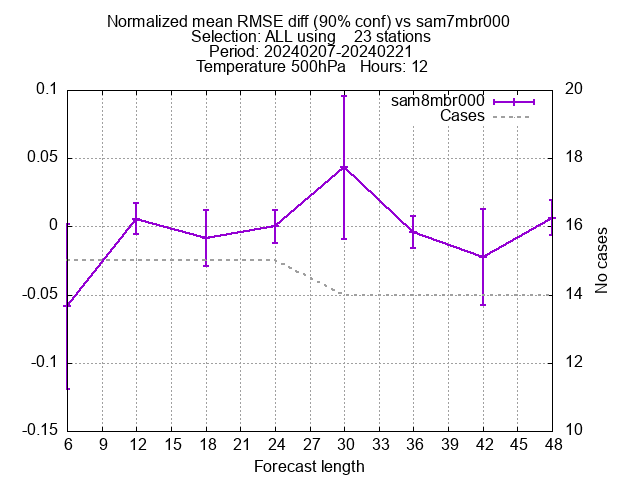 Normalized mean RMSE diff (90% conf) vs sam7mbr000
Selection: ALL using    23 stations
Period: 20240207-20240221
Temperature 500hPa   Hours: 12
sam8mbr000
Cases
0.1
0.05
0
-0.05
-0.1
-0.15
20
18
16
14
12
10
No cases
6 9 12 15 18 21 24 27 30 33 36 39 42 45 48
Forecast length